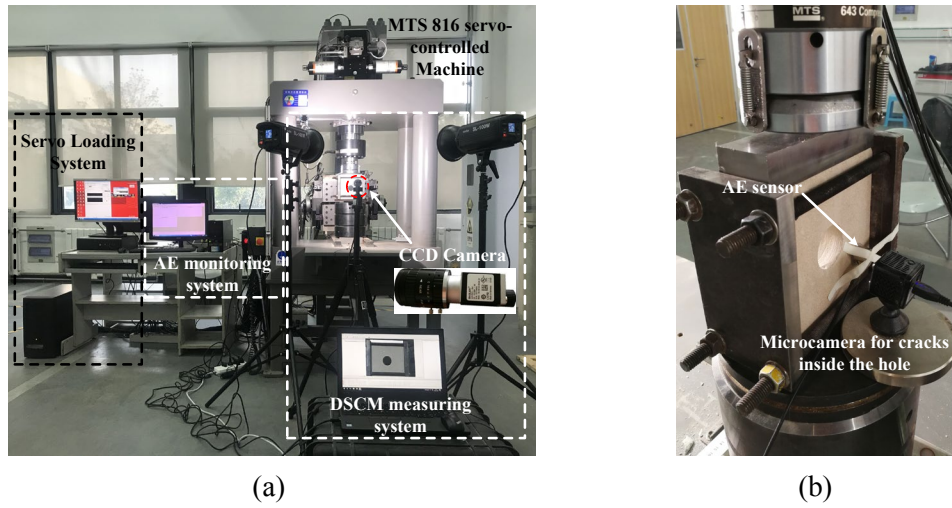 MTS 816 servo-
controlled
Machine
Servo Loading
System
AE monitoring
system
CCD Camera
DSCM measuring
system
(a)
MTS
643 Comp
AE sensor
Microcamera for cracks
inside the hole
(b)